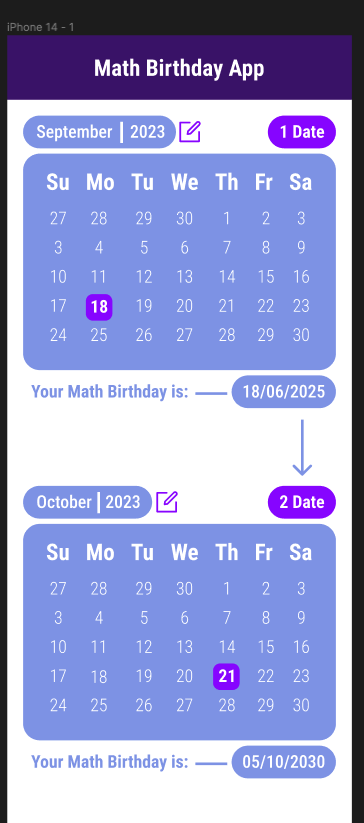 iPhone 14 - 1
Math Birthday App
September | 2023 1 Date
Su Mo Tu We Th Fr Sa
27 28 29 30 1 2 3
3 4 5 6 7 8 9
10 11 12 13 14 15 16
17 18 19 20 21 22 23
24 25 26 27 28 29 30
Your Math Birthday is: 18/06/2025
October | 2023 2 Date
Su Mo Tu We Th Fr Sa
27 28 29 30 1 2 3
3 4 5 6 7 8 9
10 11 12 13 14 15 16
17 18 19 20 21 22 23
24 25 26 27 28 29 30
Your Math Birthday is: 05/10/2030